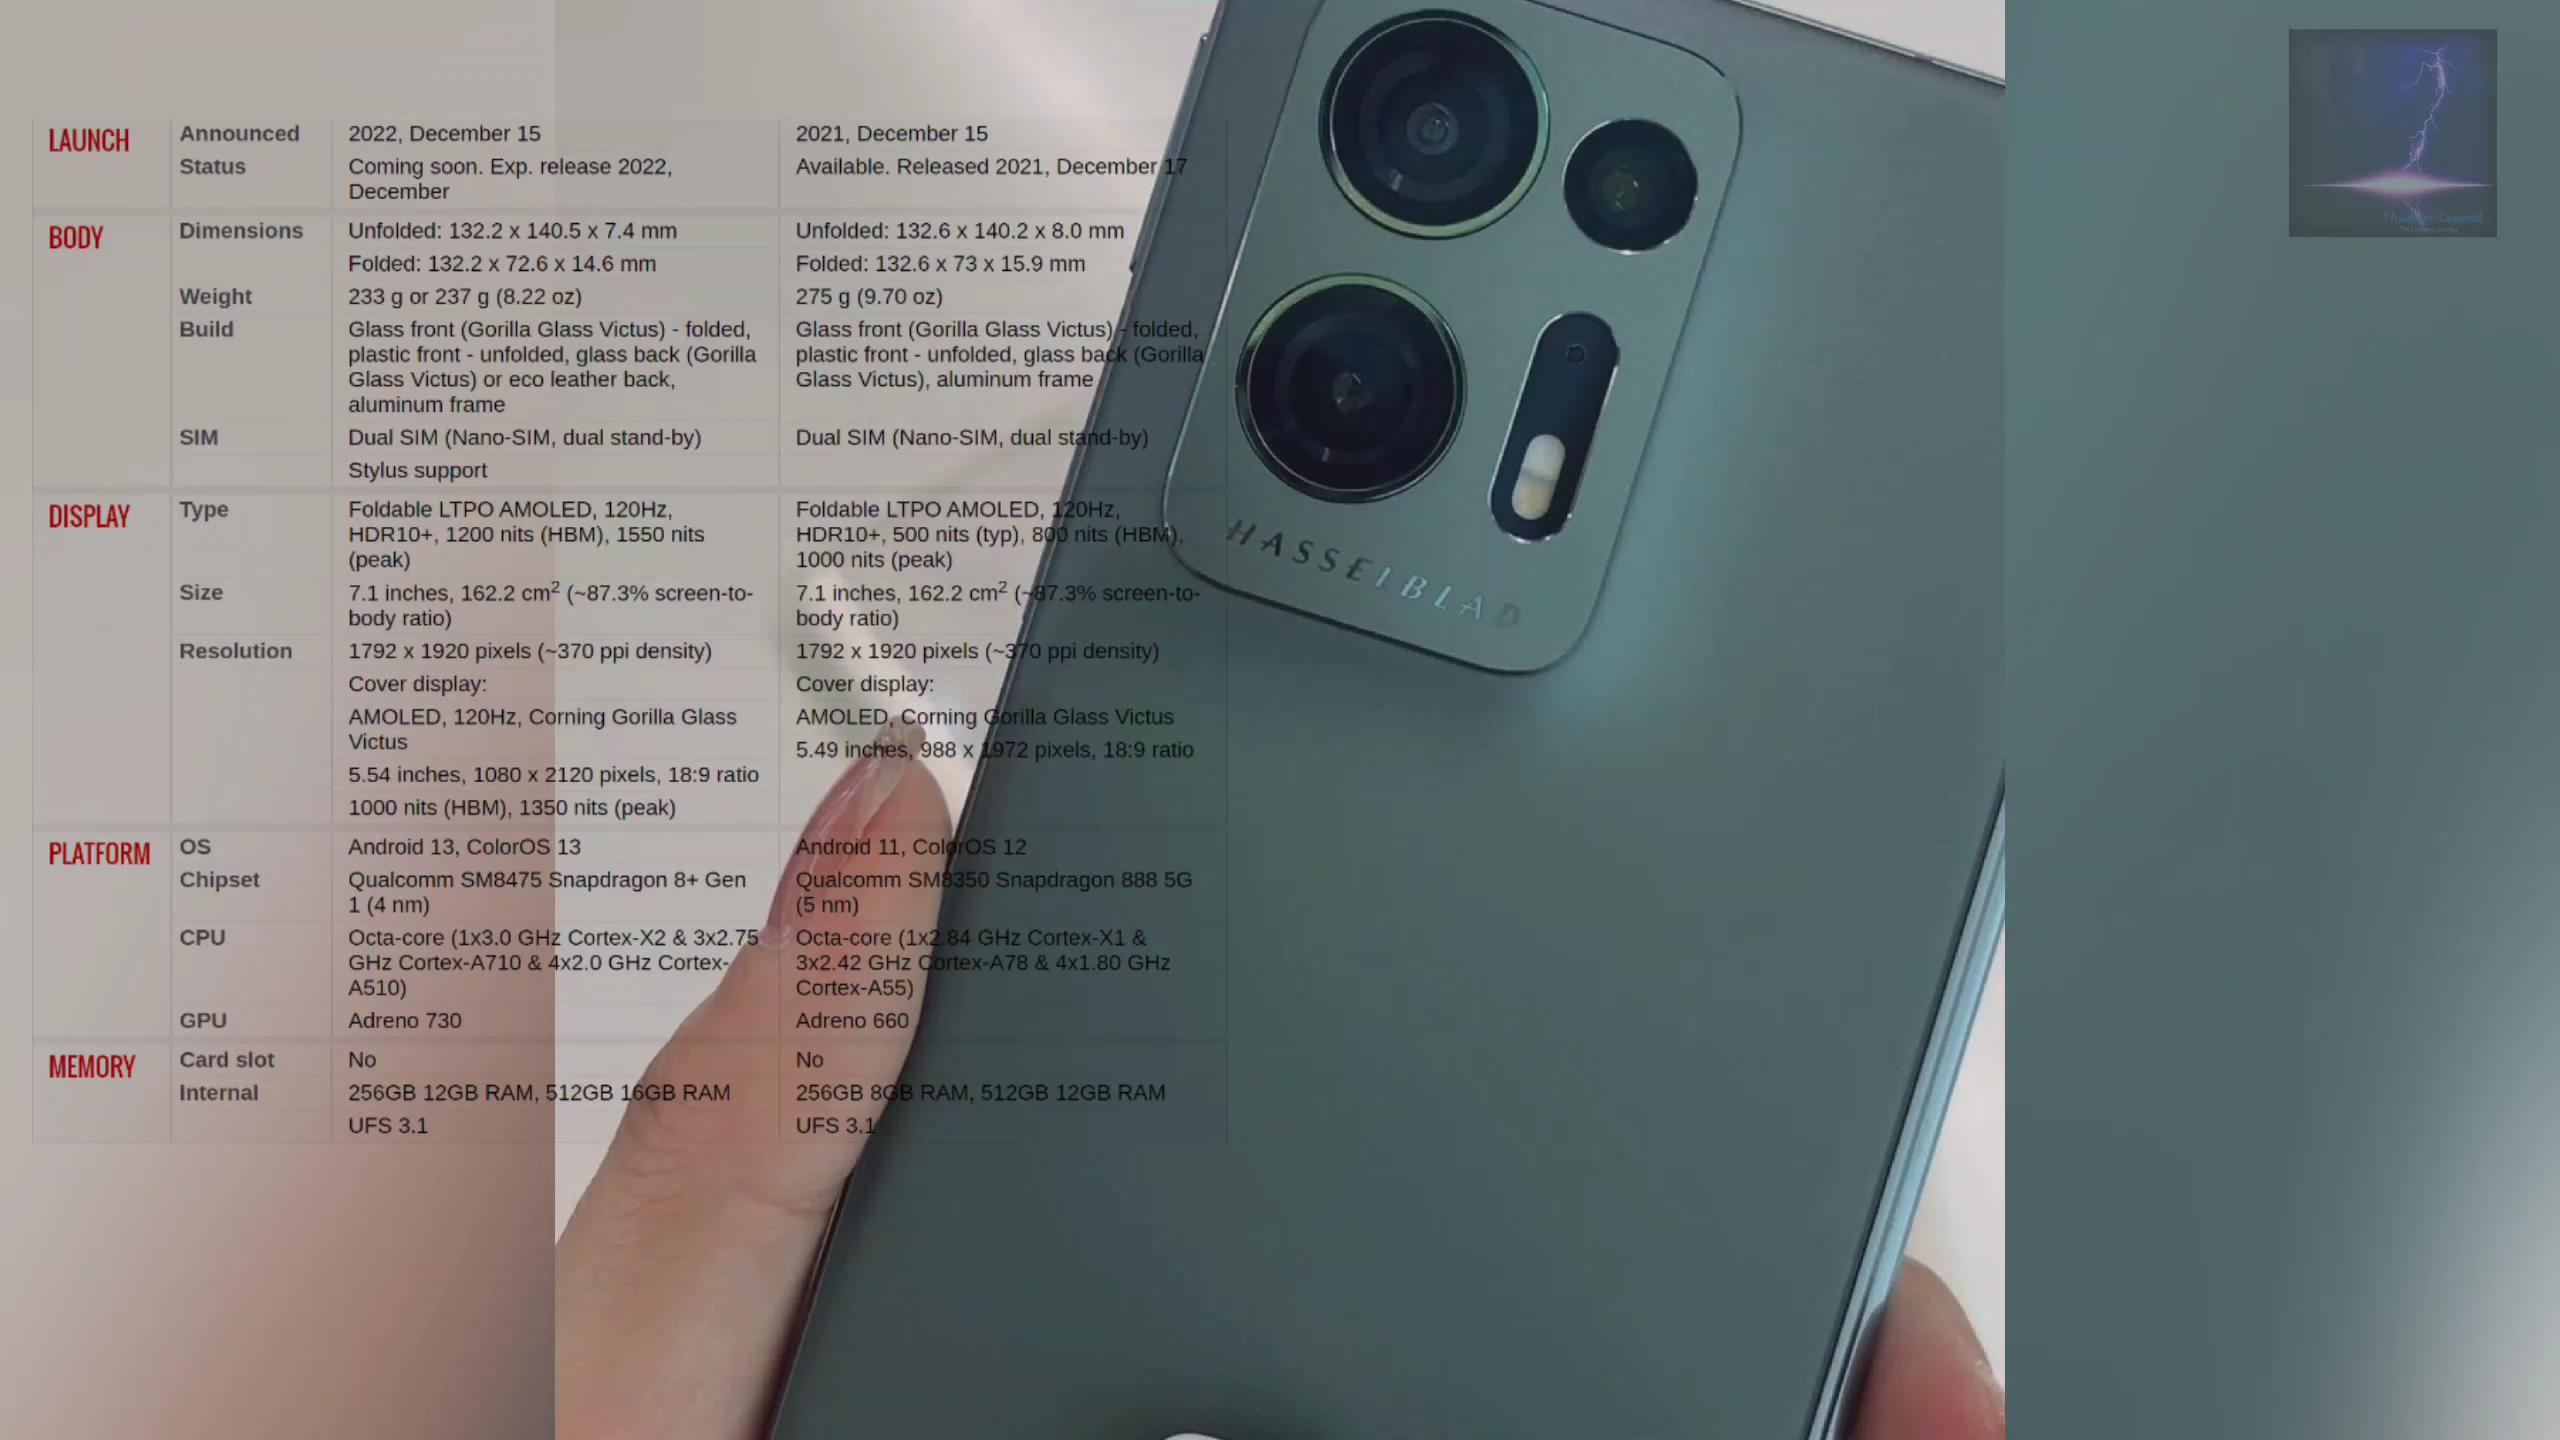 LAUNCH
Announced
2022, December 15
2021, December 15
Status
Coming soon. Exp. release 2022,
December
Available. Released 2021, December 17
BODY
Dimensions
Unfolded: 132.2 x 140.5 x 7.4 mm
Unfolded: 132.6 x 140.2 x 8.0 mm
Folded: 132.2 x 72.6 x 14.6 mm
Folded: 132.6 x 73 x 15.9 mm
Weight
233 g or 237 g (8.22 oz)
275 g (9.70 oz)
Build
Glass front (Gorilla Glass Victus) - folded,
plastic front - unfolded, glass back (Gorilla
Glass Victus) or eco leather back,
aluminum frame
Glass front (Gorilla Glass Victus) - folded,
plastic front - unfolded, glass back (Gorilla
Glass Victus), aluminum frame
SIM
Dual SIM (Nano-SIM, dual stand-by)
Dual SIM (Nano-SIM, dual stand-by)
Stylus support
DISPLAY
Type
Foldable LTPO AMOLED, 120Hz,
HDR10+, 1200 nits (HBM), 1550 nits
(peak)
Foldable LTPO AMOLED, 120Hz,
HDR10+, 500 nits (typ), 800 nits (HBM),
1000 nits (peak)
Size
7.1 inches, 162.2 cm² (~87.3% screen-to-
body ratio)
7.1 inches, 162.2 cm² (~87.3% screen-to-
body ratio)
Resolution
1792 x 1920 pixels (~370 ppi density)
1792 x 1920 pixels (~370 ppi density)
Cover display:
Cover display:
AMOLED, 120Hz, Corning Gorilla Glass
Victus
AMOLED, Corning Gorilla Glass Victus
5.54 inches, 1080 x 2120 pixels, 18:9 ratio
5.49 inches, 988 x 1972 pixels, 18:9 ratio
1000 nits (HBM), 1350 nits (peak)
PLATFORM
OS
Android 13, ColorOS 13
Android 11, ColorOS 12
Chipset
Qualcomm SM8475 Snapdragon 8+ Gen
1 (4 nm)
Qualcomm SM8350 Snapdragon 888 5G
(5 nm)
CPU
Octa-core (1x3.0 GHz Cortex-X2 & 3x2.75
GHz Cortex-A710 & 4x2.0 GHz Cortex-
A510)
Octa-core (1x2.84 GHz Cortex-X1 &
3x2.42 GHz Cortex-A78 & 4x1.80 GHz
Cortex-A55)
GPU
Adreno 730
Adreno 660
MEMORY
Card slot
No
No
Internal
256GB 12GB RAM, 512GB 16GB RAM
256GB 8GB RAM, 512GB 12GB RAM
UFS 3.1
UFS 3.1
HASSELBLAD
Thunder Legend